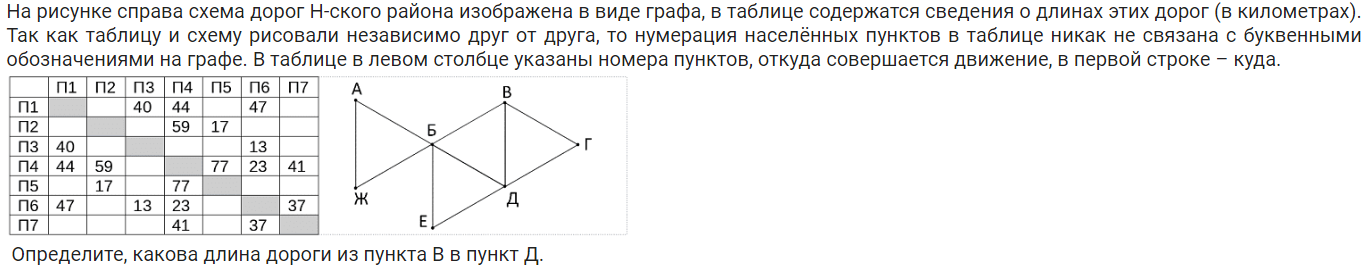 На рисунке справа схема дорог Н-ского района изображена в виде графа, в таблице содержатся сведения о длинах этих дорог (в километрах).
Так как таблицу и схему рисовали независимо друг от друга, то нумерация населённых пунктов в таблице никак не связана с буквенными
обозначениями на графе. В таблице в левом столбце указаны номера пунктов, откуда совершается движение, в первой строке – куда.
П1 П2 П3 П4 П5 П6 П7
П1 40 44 47
П2 59 17
П3 40 13
П4 44 59 77 23 41
П5 17 77
П6 47 13 23 37
П7 41 37
А
В
Б
Г
Ж
Д
Е
Определите, какова длина дороги из пункта В в пункт Д.